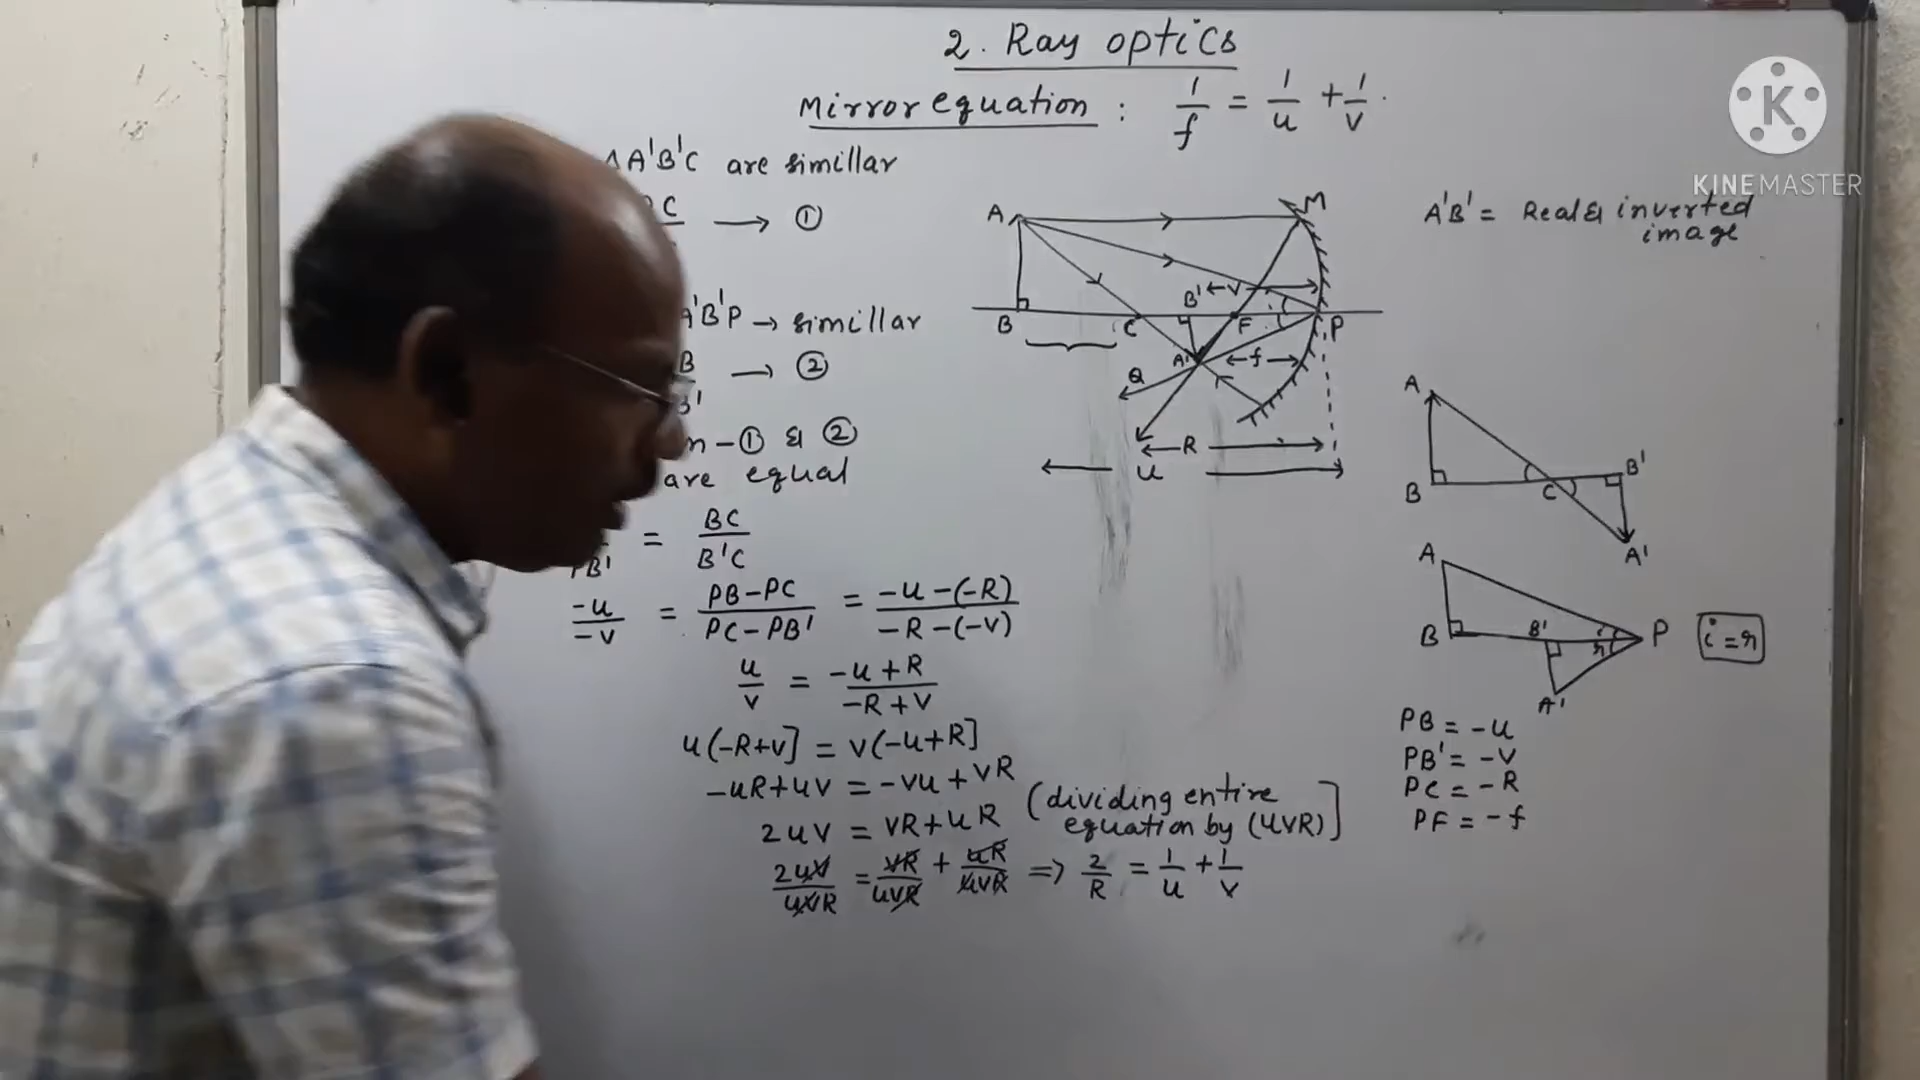 2. Ray optics
Mirror equation : 1/f = 1/u + 1/v
K
KINEMASTER
A'B'C are simillar
C → ①
A'B'P → simillar
B → ②
B'
n - ① & ②
are equal
B' = BC/B'C
-u/-v = PB-PC/PC-PB' = -u-(-R)/-R-(-v)
u/v = -u+R/-R+v
u(-R+v] = v(-u+R]
-uR+uv = -vu+vR
2uv = vR+uR (dividing entire
equation by (uvR)]
2uv/uvR = vR/uvR + uR/uvR => 2/R = 1/u + 1/v
A
M
B' ← v →
B
C
F
P
A'
← f →
Q
← R →
← u →
A'B' = Real & inverted
image
A
B
C
B'
A'
A
B
B'
r
P
i = r
A'
PB = -u
PB' = -v
PC = -R
PF = -f